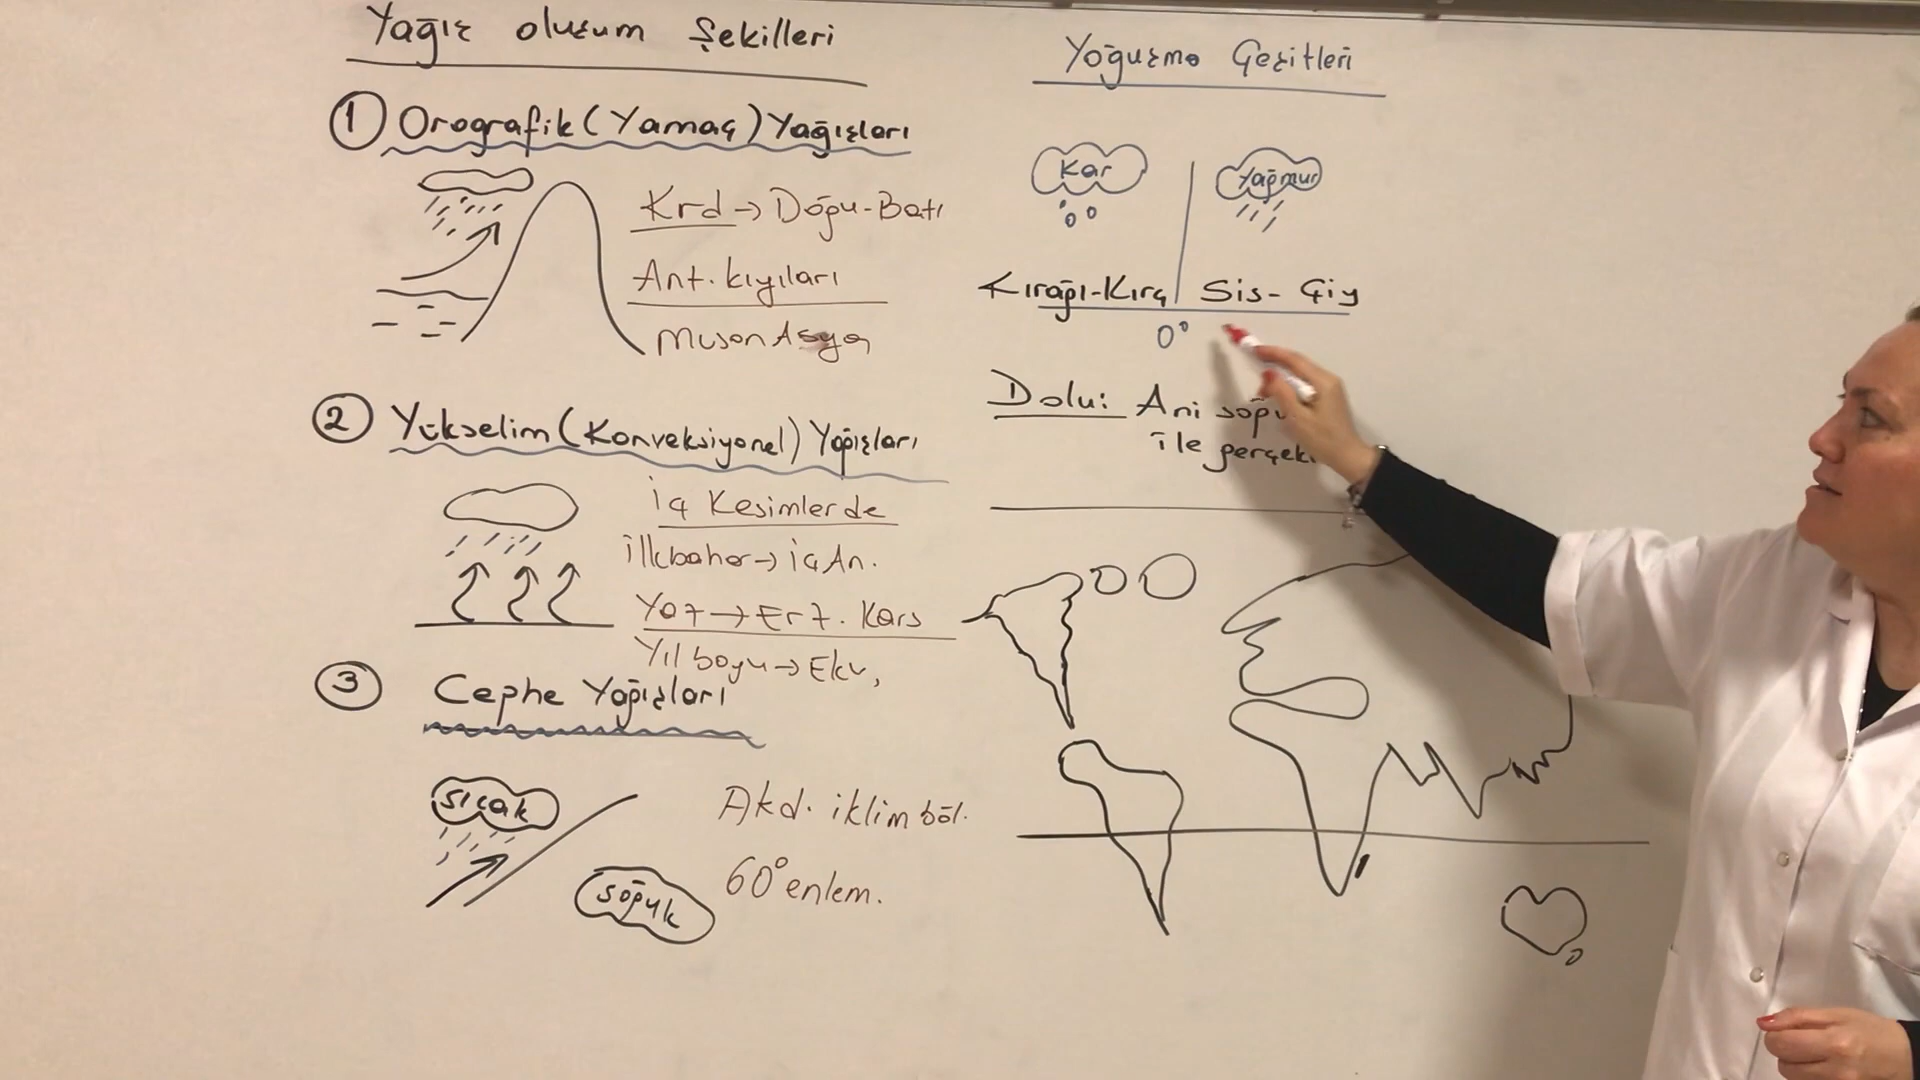 Yağış oluşum Şekilleri
① Orografik (Yamaç) Yağışları
Krd → Doğu-Batı
Ant. kıyıları
Muson Asya
② Yükselim (Konveksiyonel) Yağışları
İç Kesimlerde
İlkbahar → İç An.
Yaz → Erz. Kars
Yıl boyu → Ekv,
③ Cephe Yağışları
Sıcak
Soğuk
Akd. iklim böl.
60° enlem.
Yoğuşma Çeşitleri
Kar
Yağmur
Kırağı-Kırç
Sis - Çiy
0°
Dolu: Ani
ile